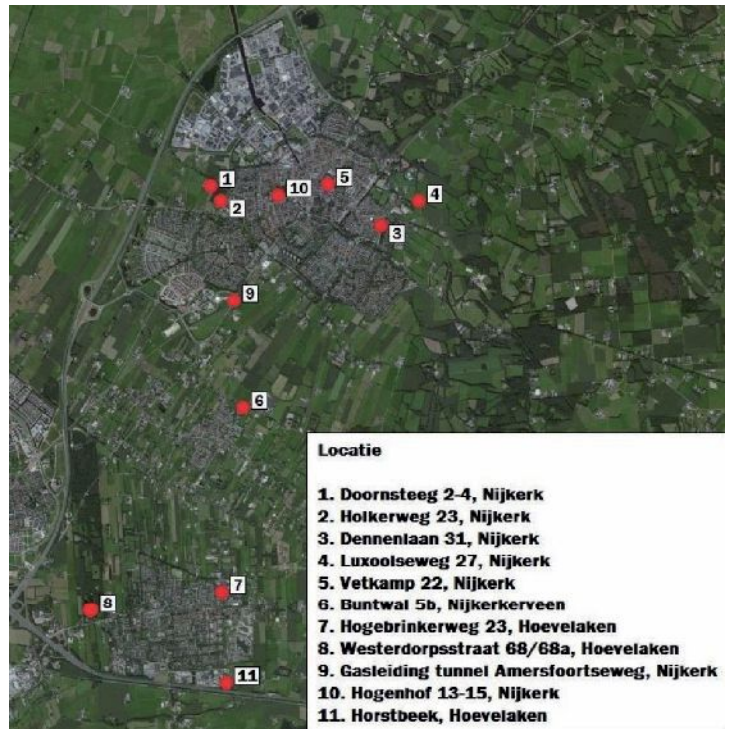 1
10
5
2
4
3
9
6
Locatie
1. Doornsteeg 2-4, Nijkerk
2. Holkerweg 23, Nijkerk
3. Dennenlaan 31, Nijkerk
4. Luxoolseweg 27, Nijkerk
5. Vetkamp 22, Nijkerk
6. Buntwal 5b, Nijkerkerveen
7. Hogebrinkerweg 23, Hoevelaken
8. Westerdorpsstraat 68/68a, Hoevelaken
9. Gasleiding tunnel Amersfoortseweg, Nijkerk
10. Hogenhof 13-15, Nijkerk
11. Horstbeek, Hoevelaken
7
8
11